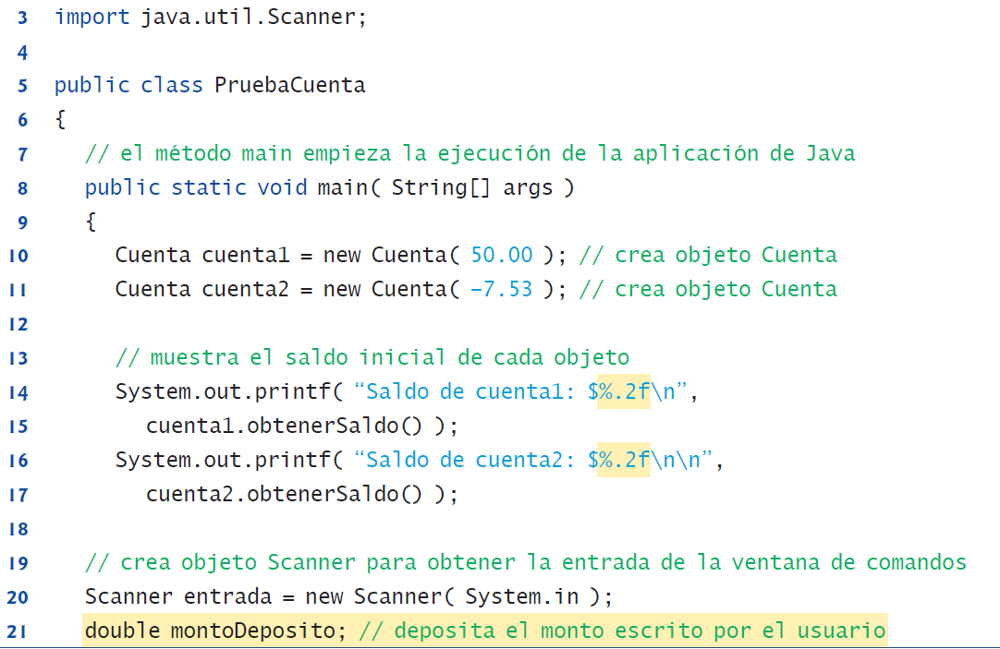 3 import java.util.Scanner;
4
5 public class PruebaCuenta
6 {
7 // el método main empieza la ejecución de la aplicación de Java
8 public static void main( String[] args )
9 {
10 Cuenta cuenta1 = new Cuenta( 50.00 ); // crea objeto Cuenta
11 Cuenta cuenta2 = new Cuenta( -7.53 ); // crea objeto Cuenta
12
13 // muestra el saldo inicial de cada objeto
14 System.out.printf( “Saldo de cuenta1: $%.2f\n”,
15 cuenta1.obtenerSaldo() );
16 System.out.printf( “Saldo de cuenta2: $%.2f\n\n”,
17 cuenta2.obtenerSaldo() );
18
19 // crea objeto Scanner para obtener la entrada de la ventana de comandos
20 Scanner entrada = new Scanner( System.in );
21 double montoDeposito; // deposita el monto escrito por el usuario